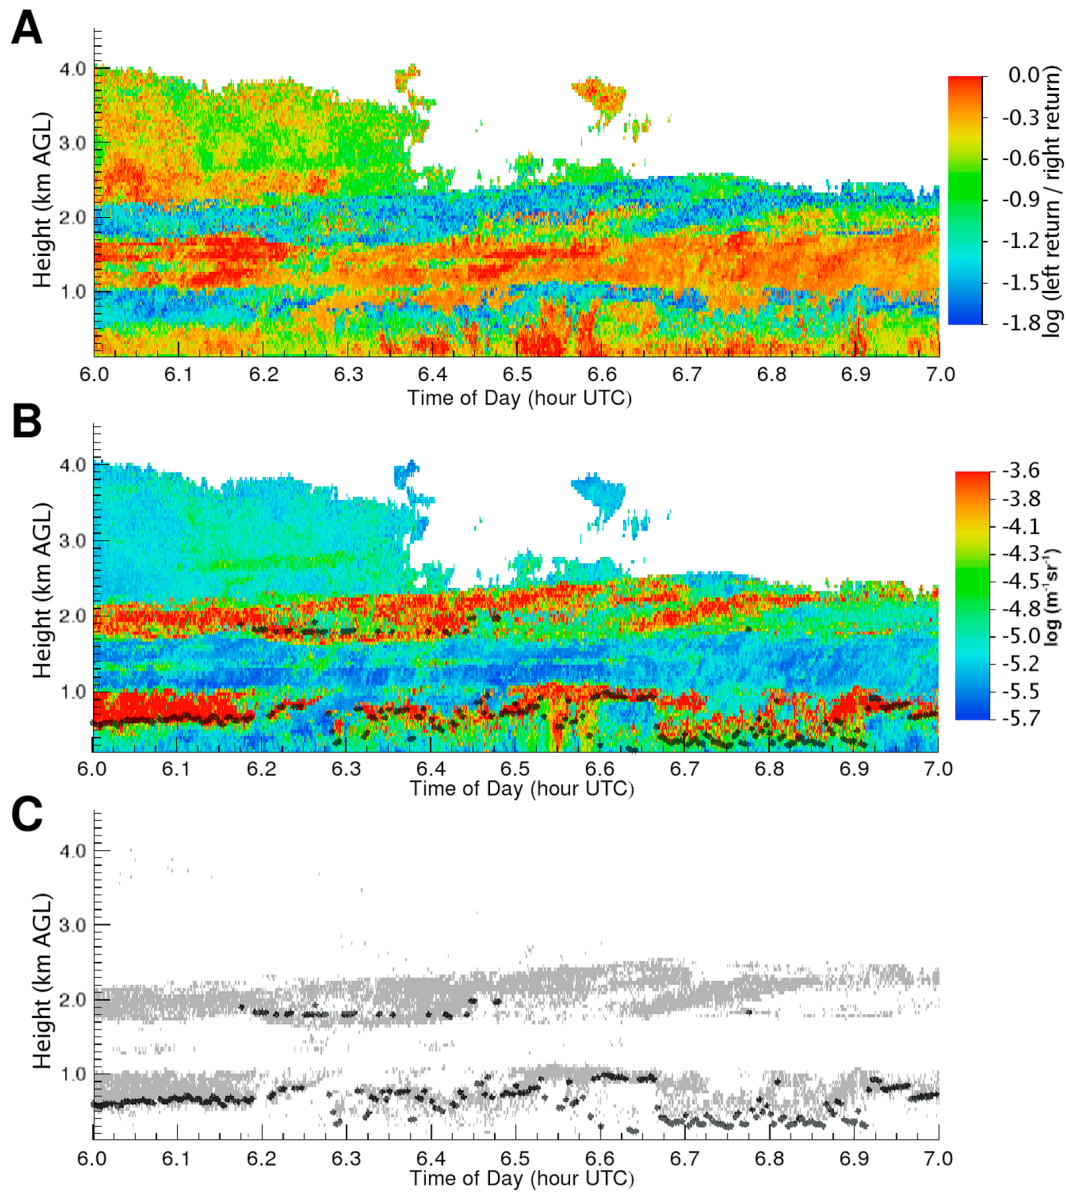 A
4.0
3.0
2.0
1.0
Height (km AGL)
6.0 6.1 6.2 6.3 6.4 6.5 6.6 6.7 6.8 6.9 7.0
Time of Day (hour UTC)
0.0
-0.3
-0.6
-0.9
-1.2
-1.5
-1.8
log (left return / right return)
B
4.0
3.0
2.0
1.0
Height (km AGL)
6.0 6.1 6.2 6.3 6.4 6.5 6.6 6.7 6.8 6.9 7.0
Time of Day (hour UTC)
-3.6
-3.8
-4.1
-4.3
-4.5
-4.8
-5.0
-5.2
-5.5
-5.7
log (m⁻¹sr⁻¹)
C
4.0
3.0
2.0
1.0
Height (km AGL)
6.0 6.1 6.2 6.3 6.4 6.5 6.6 6.7 6.8 6.9 7.0
Time of Day (hour UTC)